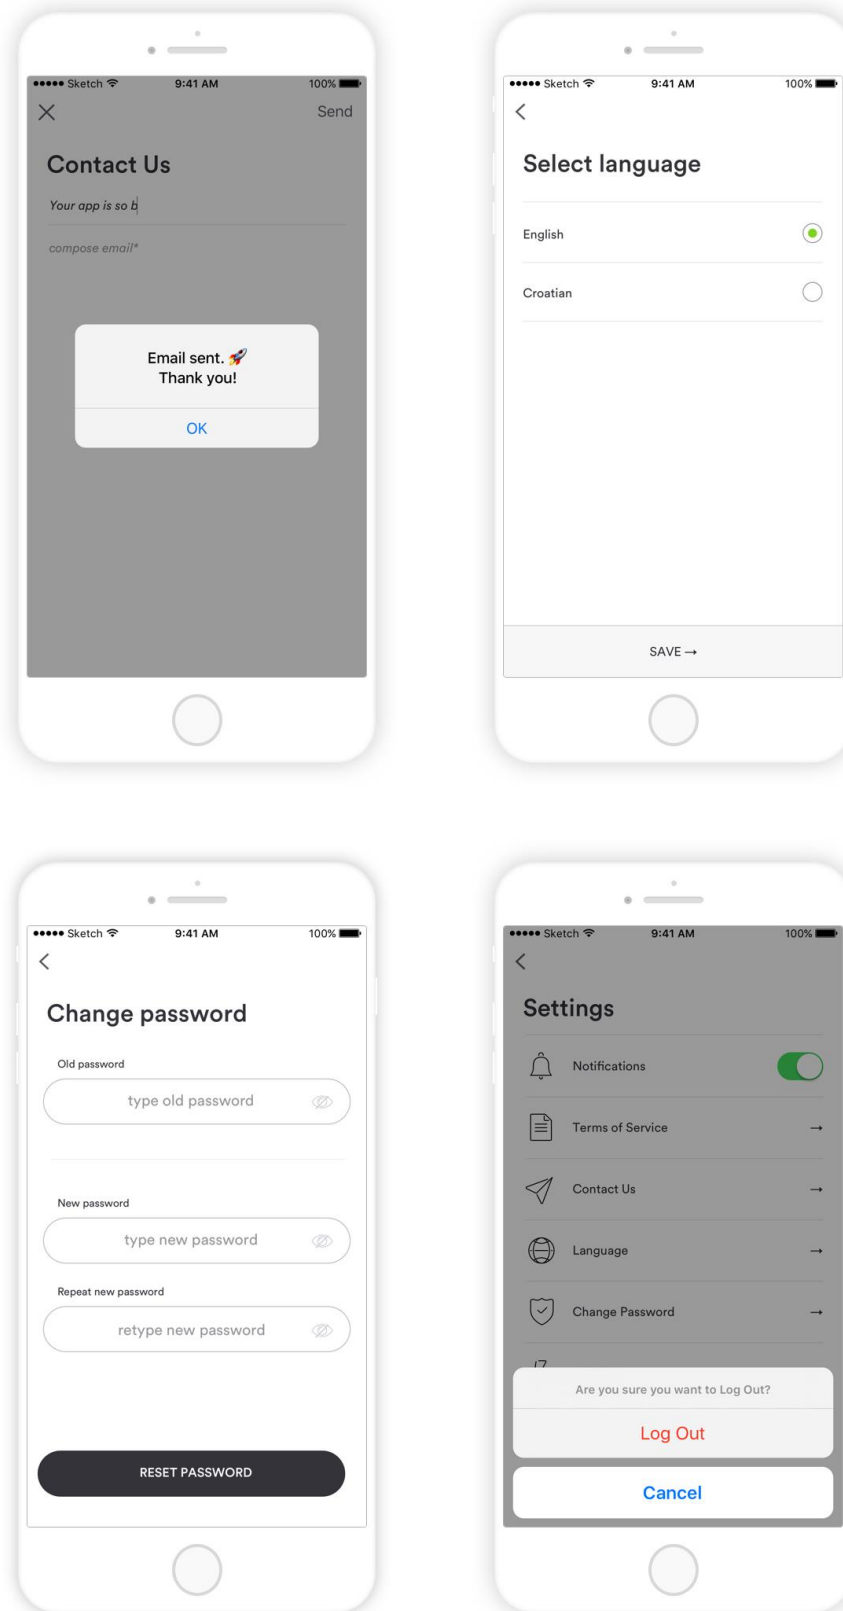 Sketch 9:41 AM 100%
Send
Contact Us
Your app is so b
compose email*
Email sent. 🚀
Thank you!
OK
Sketch 9:41 AM 100%
Select language
English
Croatian
SAVE →
Sketch 9:41 AM 100%
Change password
Old password
type old password
New password
type new password
Repeat new password
retype new password
RESET PASSWORD
Sketch 9:41 AM 100%
Settings
Notifications
Terms of Service →
Contact Us →
Language →
Change Password →
Are you sure you want to Log Out?
Log Out
Cancel